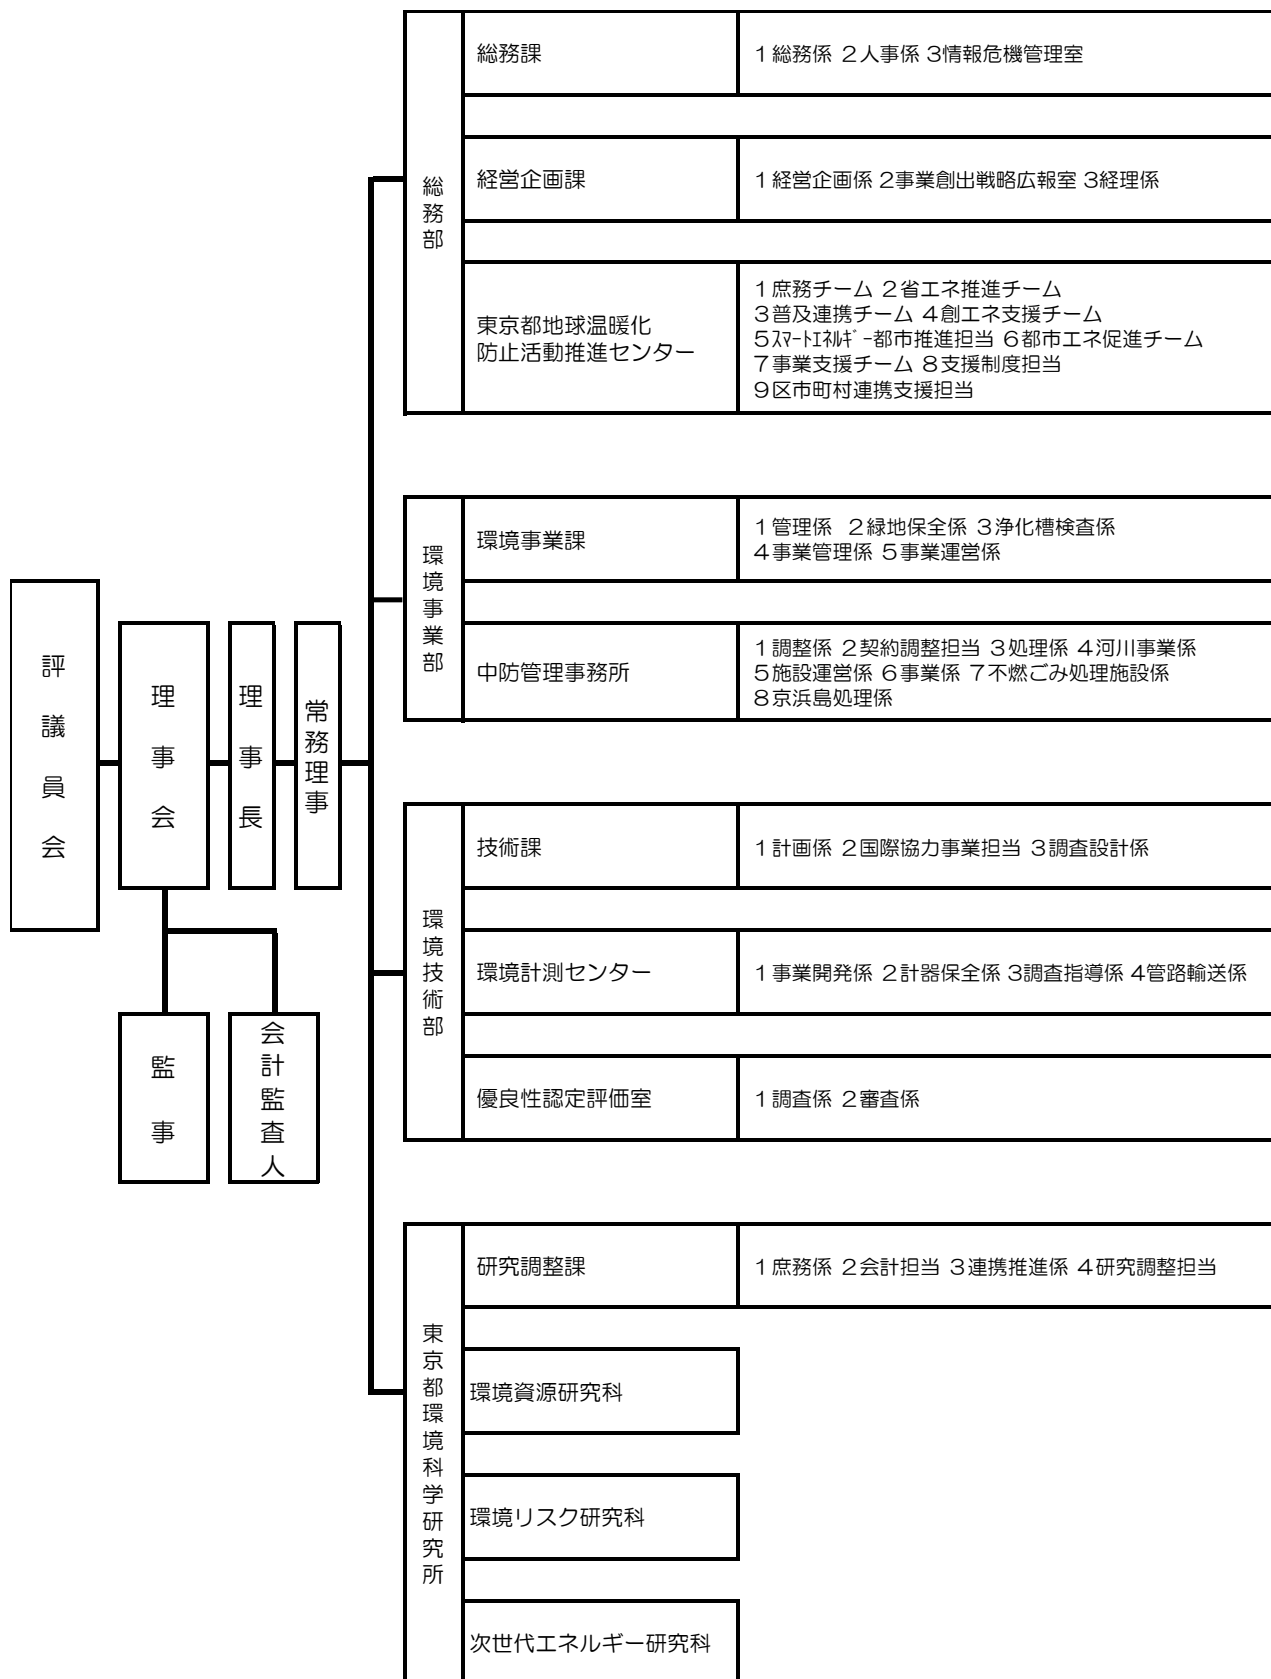 評議員会
理事会
理事長
常務理事
監事
会計監査人
総務部
総務課
1総務係 2人事係 3情報危機管理室
経営企画課
1経営企画係 2事業創出戦略広報室 3経理係
東京都地球温暖化
防止活動推進センター
1庶務チーム 2省エネ推進チーム
3普及連携チーム 4創エネ支援チーム
5ｽﾏｰﾄｴﾈﾙｷﾞｰ都市推進担当 6都市エネ促進チーム
7事業支援チーム 8支援制度担当
9区市町村連携支援担当
環境事業部
環境事業課
1管理係 2緑地保全係 3浄化槽検査係
4事業管理係 5事業運営係
中防管理事務所
1調整係 2契約調整担当 3処理係 4河川事業係
5施設運営係 6事業係 7不燃ごみ処理施設係
8京浜島処理係
環境技術部
技術課
1計画係 2国際協力事業担当 3調査設計係
環境計測センター
1事業開発係 2計器保全係 3調査指導係 4管路輸送係
優良性認定評価室
1調査係 2審査係
東京都環境科学研究所
研究調整課
1庶務係 2会計担当 3連携推進係 4研究調整担当
環境資源研究科
環境リスク研究科
次世代エネルギー研究科